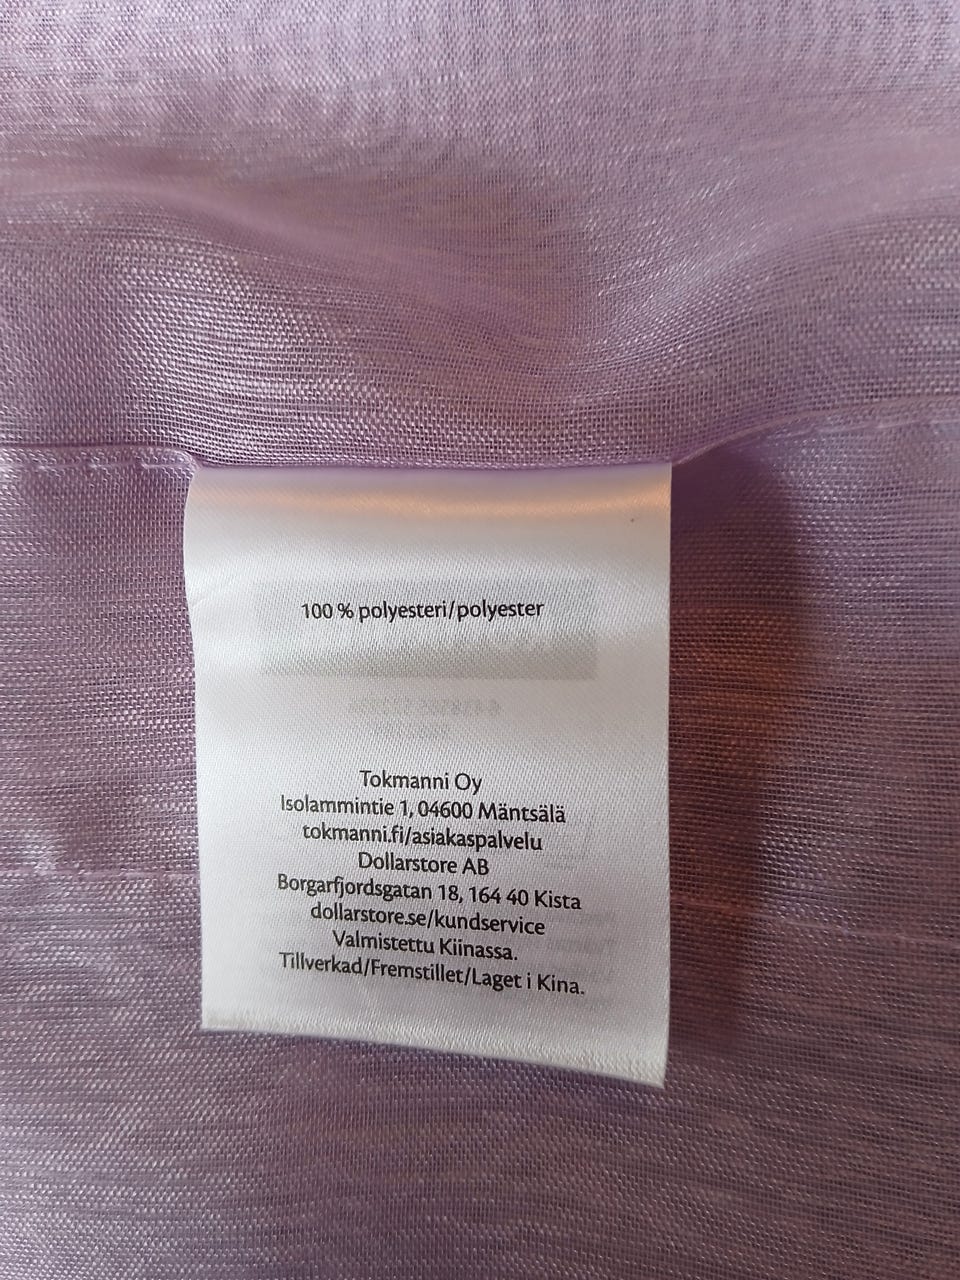 100 % polyesteri/polyester
Tokmanni Oy
Isolammintie 1, 04600 Mäntsälä
tokmanni.fi/asiakaspalvelu
Dollarstore AB
Borgarfjordsgatan 18, 164 40 Kista
dollarstore.se/kundservice
Valmistettu Kiinassa.
Tillverkad/Fremstillet/Laget i Kina.